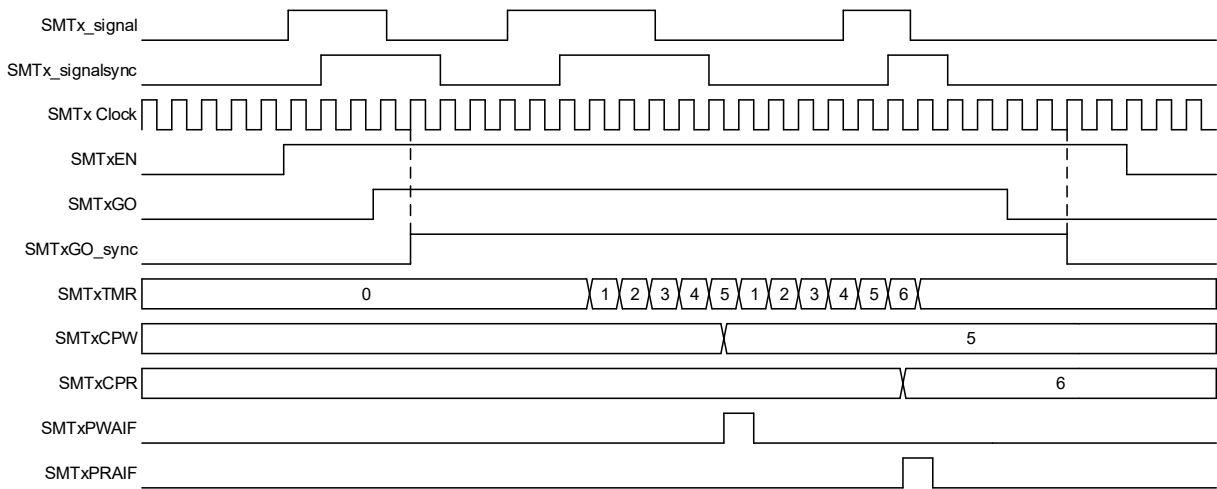 SMTx_signal
SMTx_signalsync
SMTx Clock
SMTxEN
SMTxGO
SMTxGO_sync
SMTxTMR 0 1 2 3 4 5 1 2 3 4 5 6
SMTxCPW 5
SMTxCPR 6
SMTxPWAIF
SMTxPRAIF